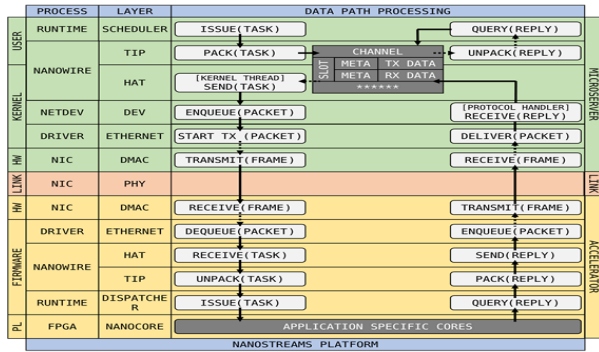 PROCESS LAYER DATA PATH PROCESSING
USER
RUNTIME SCHEDULER ISSUE(TASK) QUERY(REPLY)
NANOWIRE
TIP PACK(TASK) UNPACK(REPLY)
CHANNEL
SLOT
META TX DATA
META RX DATA
******
KERNEL
HAT [KERNEL THREAD]
SEND(TASK)
NETDEV DEV ENQUEUE(PACKET) [PROTOCOL HANDLER]
RECEIVE(REPLY)
DRIVER ETHERNET START TX (PACKET) DELIVER(PACKET)
HW NIC DMAC TRANSMIT(FRAME) RECEIVE(FRAME)
MICROSERVER
LINK NIC PHY LINK
HW NIC DMAC RECEIVE(FRAME) TRANSMIT(FRAME)
FIRMWARE
DRIVER ETHERNET DEQUEUE(PACKET) ENQUEUE(PACKET)
NANOWIRE
HAT RECEIVE(TASK) SEND(REPLY)
TIP UNPACK(TASK) PACK(REPLY)
RUNTIME DISPATCHE
R ISSUE(TASK) QUERY(REPLY)
ACCELERATOR
PL FPGA NANOCORE APPLICATION SPECIFIC CORES
NANOSTREAMS PLATFORM